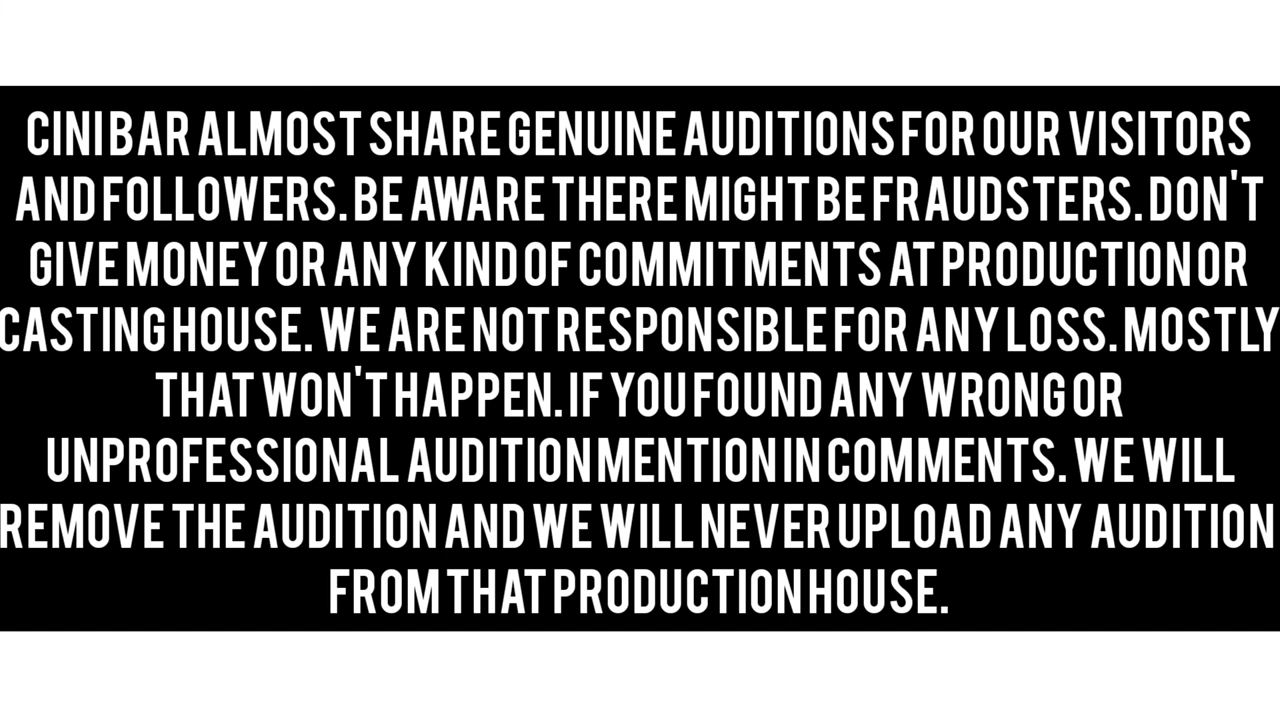 CINI BAR ALMOST SHARE GENUINE AUDITIONS FOR OUR VISITORS
AND FOLLOWERS. BE AWARE THERE MIGHT BE FRAUDSTERS. DON'T
GIVE MONEY OR ANY KIND OF COMMITMENTS AT PRODUCTION OR
CASTING HOUSE. WE ARE NOT RESPONSIBLE FOR ANY LOSS. MOSTLY
THAT WON'T HAPPEN. IF YOU FOUND ANY WRONG OR
UNPROFESSIONAL AUDITION MENTION IN COMMENTS. WE WILL
REMOVE THE AUDITION AND WE WILL NEVER UPLOAD ANY AUDITION
FROM THAT PRODUCTION HOUSE.